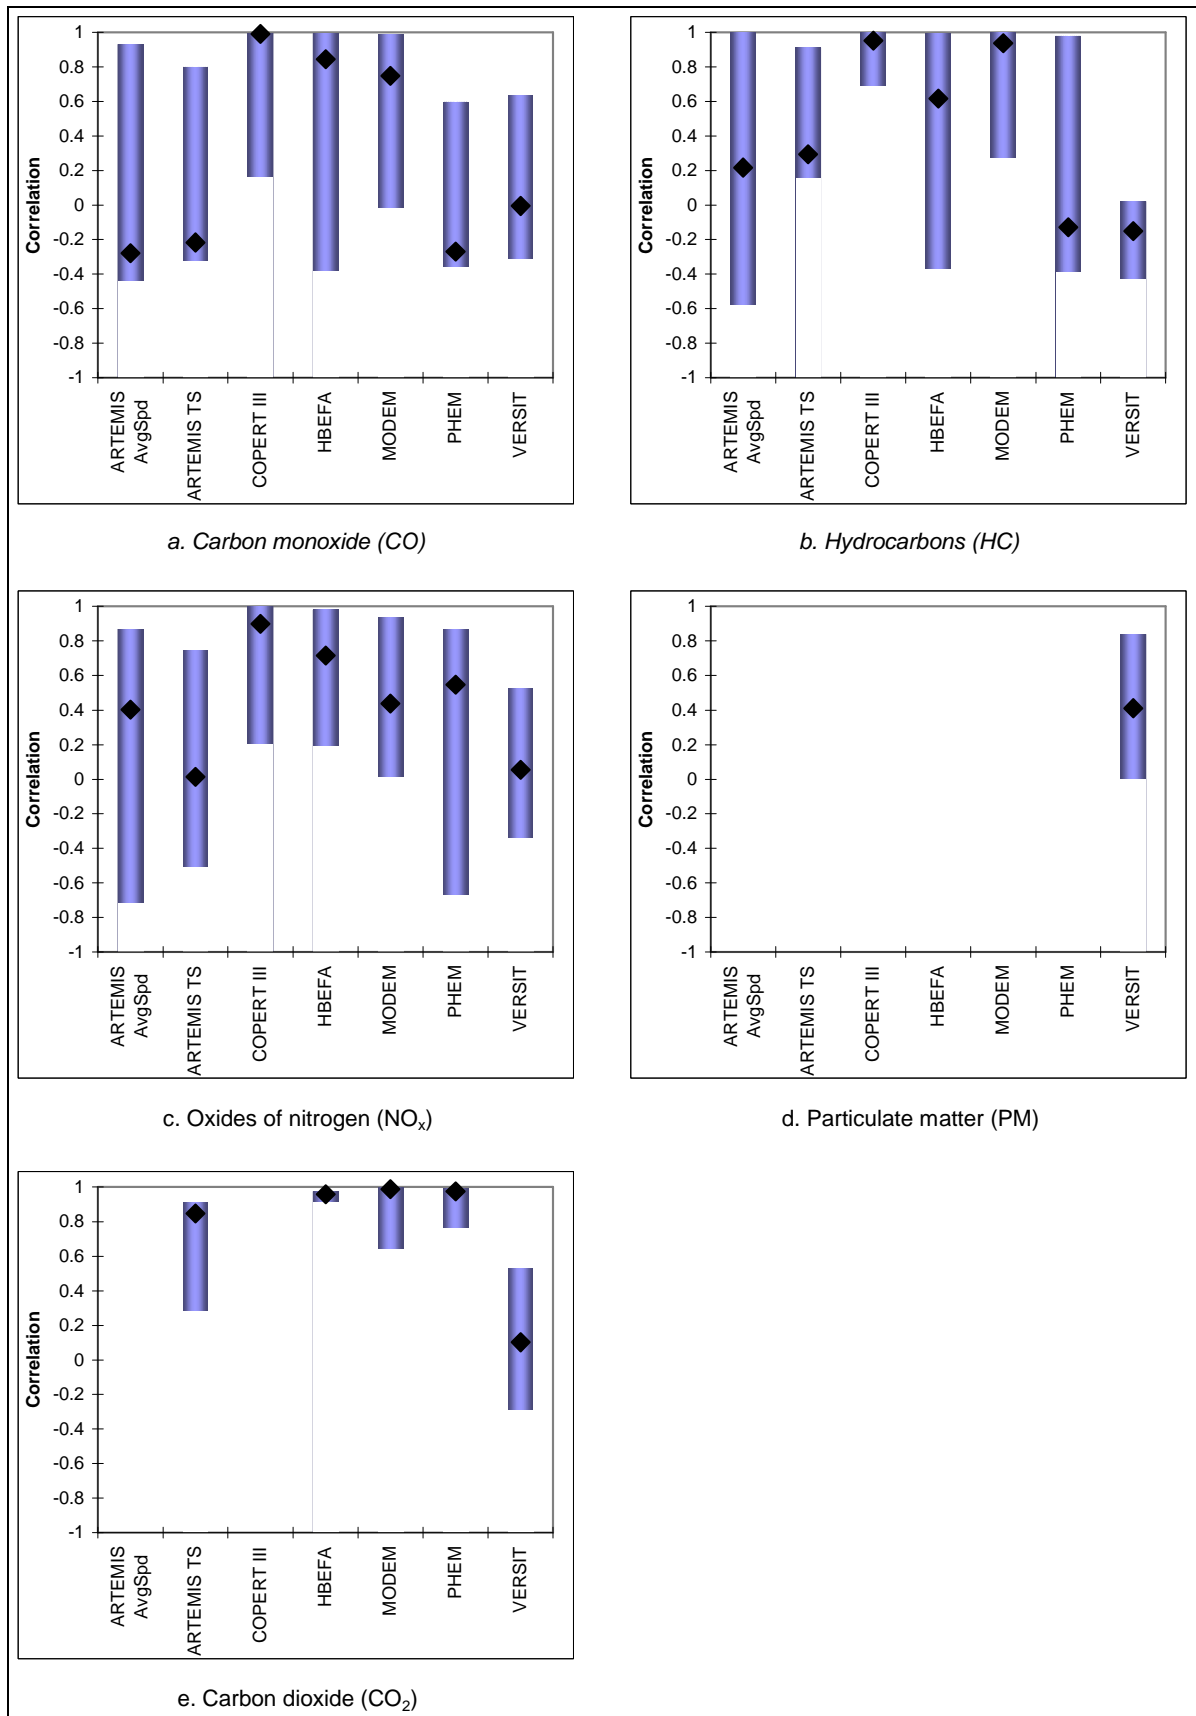 1
0.8
0.6
0.4
0.2
0
-0.2
-0.4
-0.6
-0.8
-1
Correlation
ARTEMIS
AvgSpd
ARTEMIS TS
COPERT III
HBEFA
MODEM
PHEM
VERSIT
a. Carbon monoxide (CO)
1
0.8
0.6
0.4
0.2
0
-0.2
-0.4
-0.6
-0.8
-1
Correlation
ARTEMIS
AvgSpd
ARTEMIS TS
COPERT III
HBEFA
MODEM
PHEM
VERSIT
b. Hydrocarbons (HC)
1
0.8
0.6
0.4
0.2
0
-0.2
-0.4
-0.6
-0.8
-1
Correlation
ARTEMIS
AvgSpd
ARTEMIS TS
COPERT III
HBEFA
MODEM
PHEM
VERSIT
c. Oxides of nitrogen (NOx)
1
0.8
0.6
0.4
0.2
0
-0.2
-0.4
-0.6
-0.8
-1
Correlation
ARTEMIS
AvgSpd
ARTEMIS TS
COPERT III
HBEFA
MODEM
PHEM
VERSIT
d. Particulate matter (PM)
1
0.8
0.6
0.4
0.2
0
-0.2
-0.4
-0.6
-0.8
-1
Correlation
ARTEMIS
AvgSpd
ARTEMIS TS
COPERT III
HBEFA
MODEM
PHEM
VERSIT
e. Carbon dioxide (CO2)